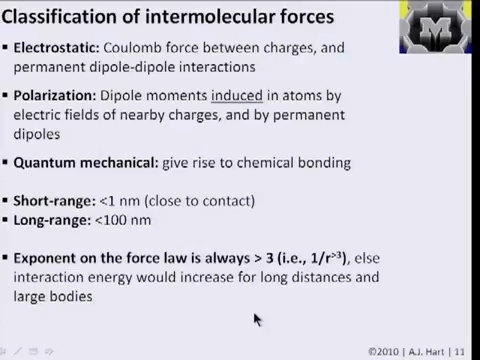 Classification of intermolecular forces
M
▪ Electrostatic: Coulomb force between charges, and
permanent dipole-dipole interactions
▪ Polarization: Dipole moments induced in atoms by
electric fields of nearby charges, and by permanent
dipoles
▪ Quantum mechanical: give rise to chemical bonding
▪ Short-range: <1 nm (close to contact)
▪ Long-range: <100 nm
▪ Exponent on the force law is always > 3 (i.e., 1/r>3), else
interaction energy would increase for long distances and
large bodies
©2010 | A.J. Hart | 11